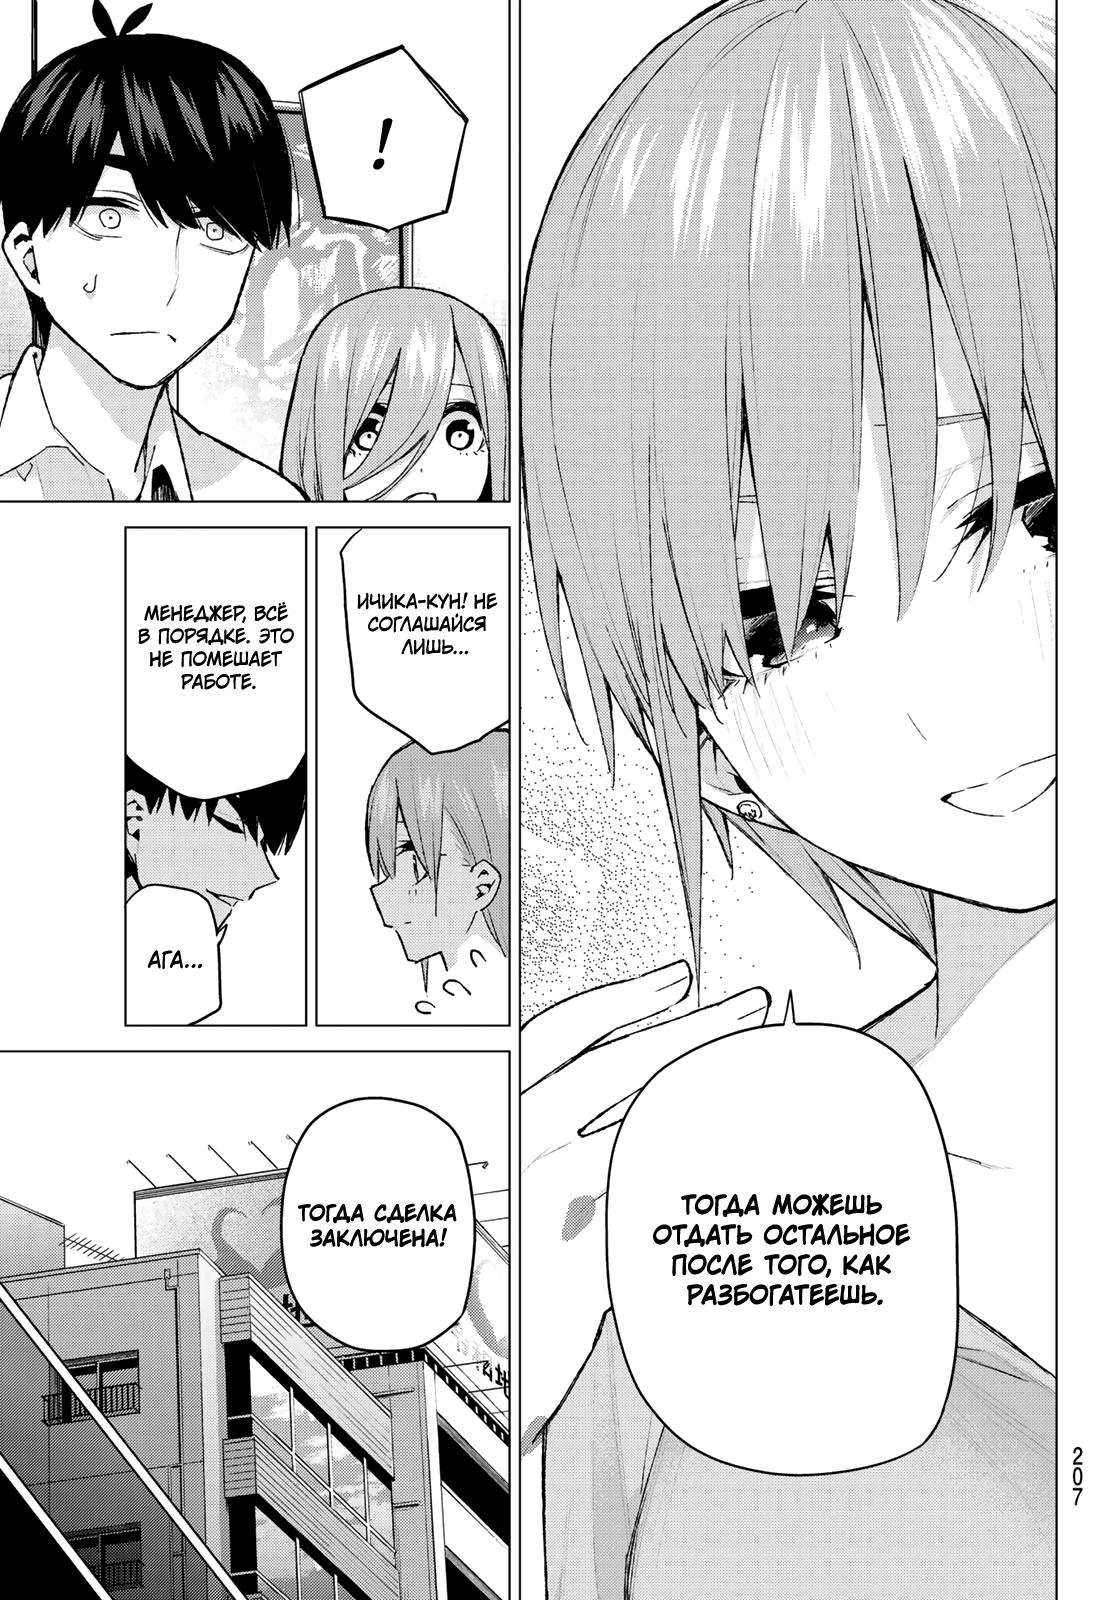 ТОГДА МОЖЕШЬ
ОТДАТЬ ОСТАЛЬНОЕ
ПОСЛЕ ТОГО, КАК
РАЗБОГАТЕЕШЬ.
!
ИЧИКА-КУН! НЕ
СОГЛАШАЙСЯ
ЛИШЬ...
МЕНЕДЖЕР, ВСЁ
В ПОРЯДКЕ. ЭТО
НЕ ПОМЕШАЕТ
РАБОТЕ.
АГА...
ТОГДА СДЕЛКА
ЗАКЛЮЧЕНА!
207